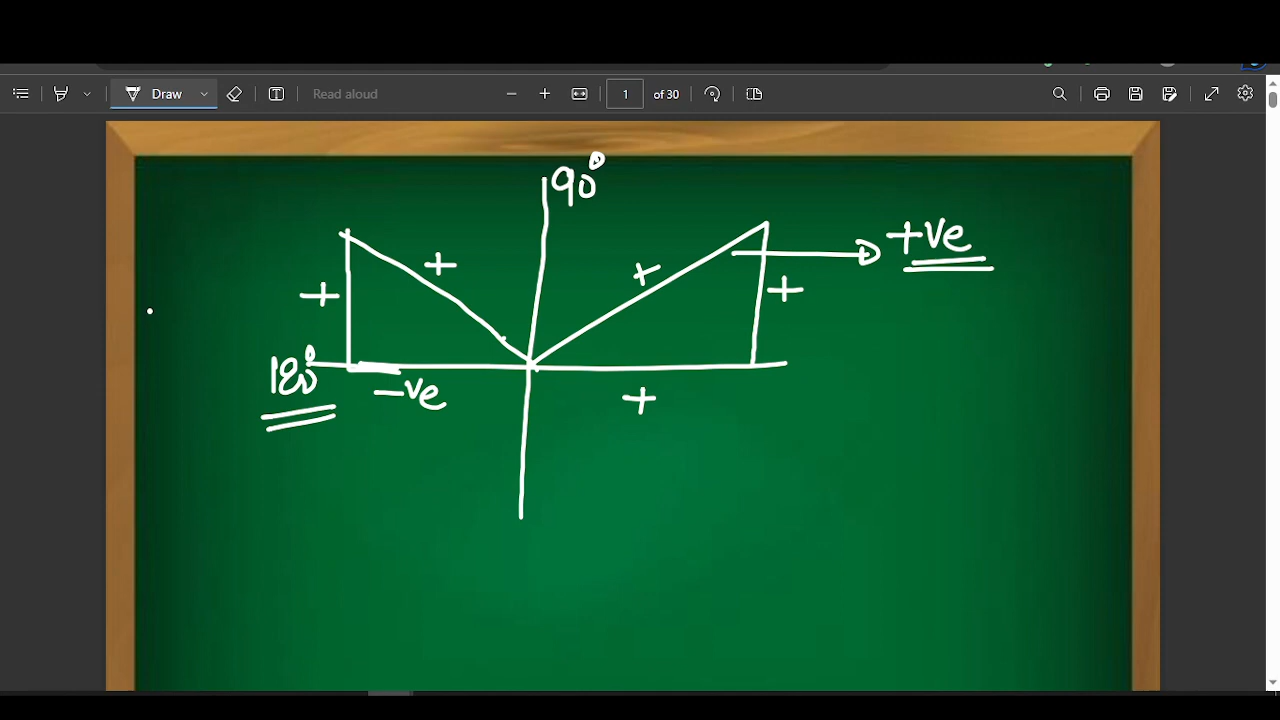 Draw
Read aloud
1 of 30
90°
+ve
+ + + +
180°
-ve
+